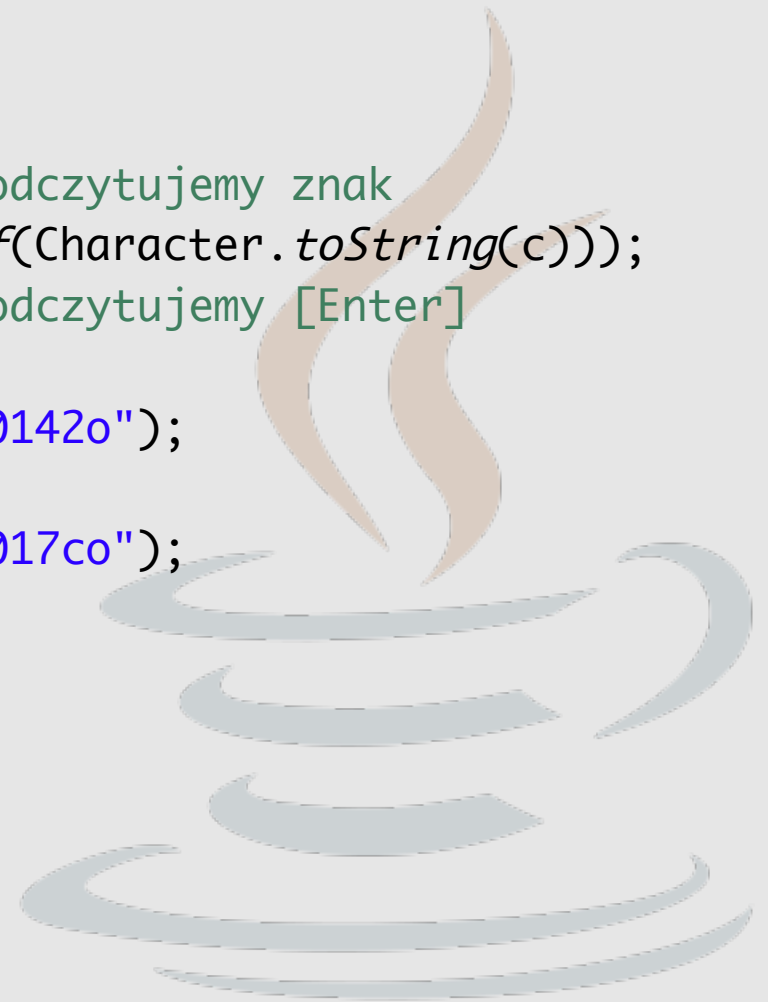 odczytujemy znak
f(Character.toString(c)));
odczytujemy [Enter]
0142o");
017co");